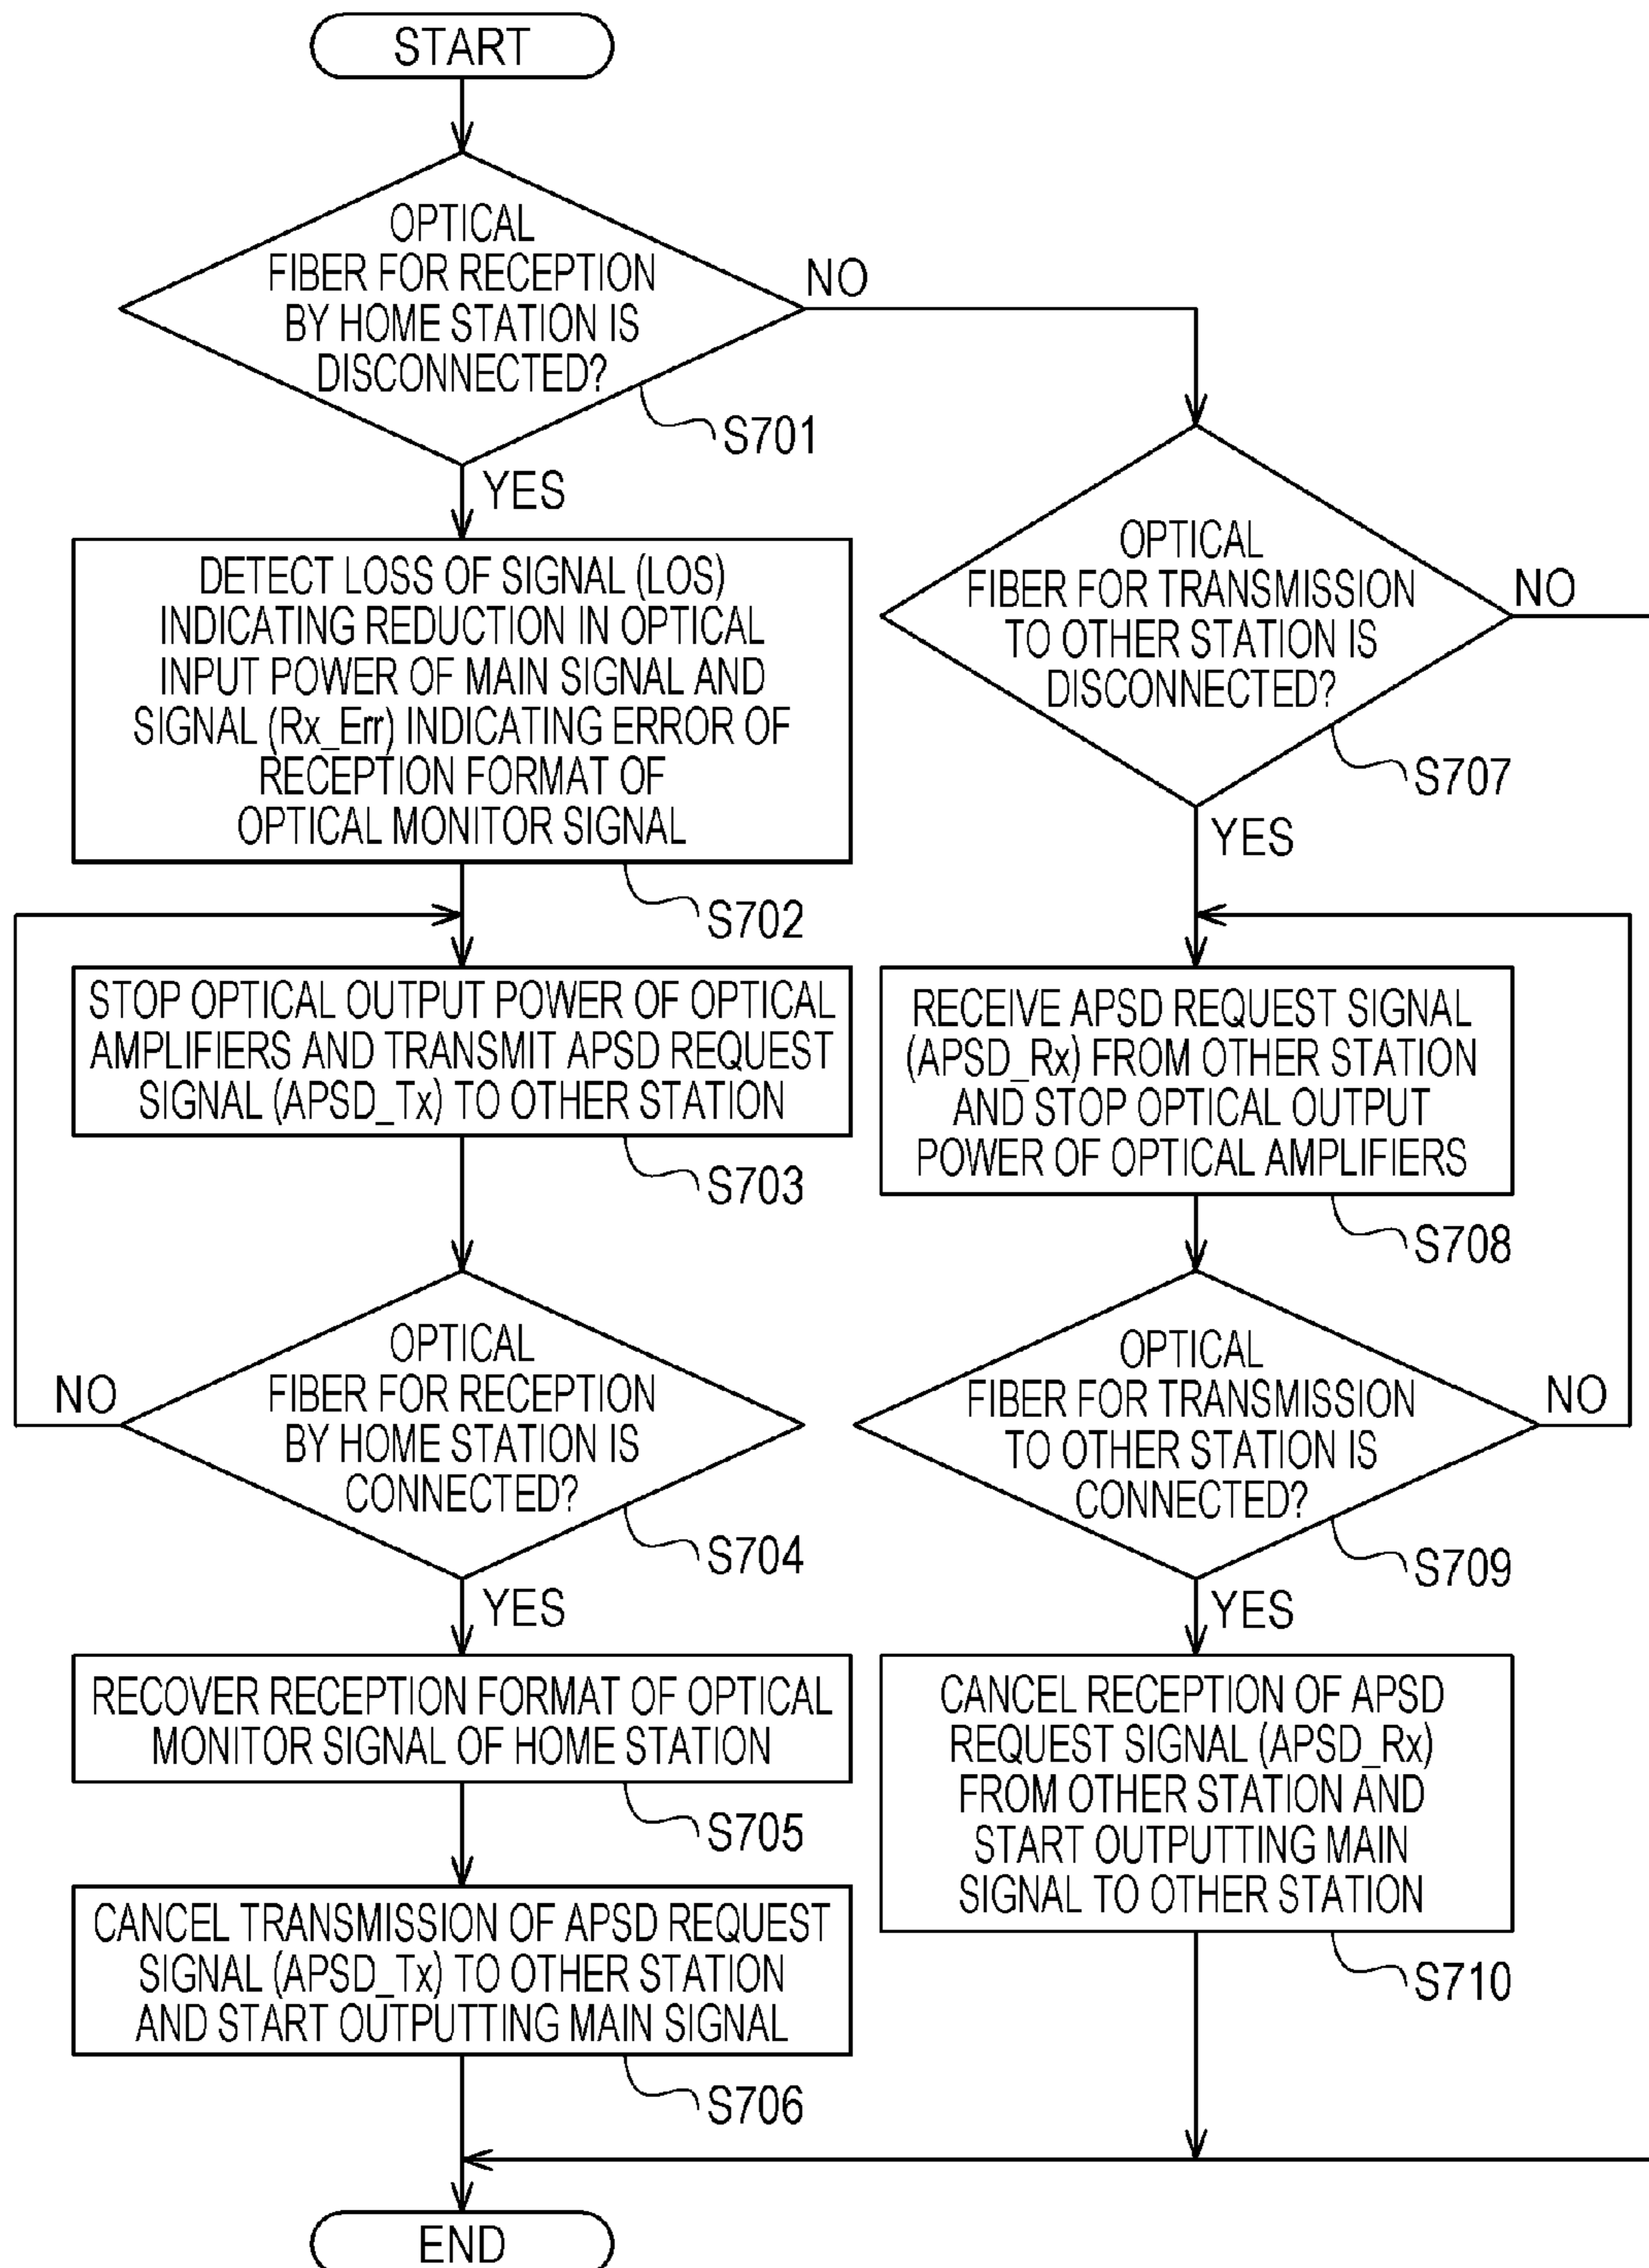 START
OPTICAL
FIBER FOR RECEPTION
BY HOME STATION IS
DISCONNECTED?
NO
S701
YES
DETECT LOSS OF SIGNAL (LOS)
INDICATING REDUCTION IN OPTICAL
INPUT POWER OF MAIN SIGNAL AND
SIGNAL (Rx_Err) INDICATING ERROR OF
RECEPTION FORMAT OF
OPTICAL MONITOR SIGNAL
S702
STOP OPTICAL OUTPUT POWER OF OPTICAL
AMPLIFIERS AND TRANSMIT APSD REQUEST
SIGNAL (APSD_Tx) TO OTHER STATION
S703
OPTICAL
FIBER FOR RECEPTION
BY HOME STATION IS
CONNECTED?
NO
S704
YES
RECOVER RECEPTION FORMAT OF OPTICAL
MONITOR SIGNAL OF HOME STATION
S705
CANCEL TRANSMISSION OF APSD REQUEST
SIGNAL (APSD_Tx) TO OTHER STATION
AND START OUTPUTTING MAIN SIGNAL
S706
OPTICAL
FIBER FOR TRANSMISSION
TO OTHER STATION IS
DISCONNECTED?
NO
S707
YES
RECEIVE APSD REQUEST SIGNAL
(APSD_Rx) FROM OTHER STATION
AND STOP OPTICAL OUTPUT
POWER OF OPTICAL AMPLIFIERS
S708
OPTICAL
FIBER FOR TRANSMISSION
TO OTHER STATION IS
CONNECTED?
NO
S709
YES
CANCEL RECEPTION OF APSD
REQUEST SIGNAL (APSD_Rx)
FROM OTHER STATION AND
START OUTPUTTING MAIN
SIGNAL TO OTHER STATION
S710
END